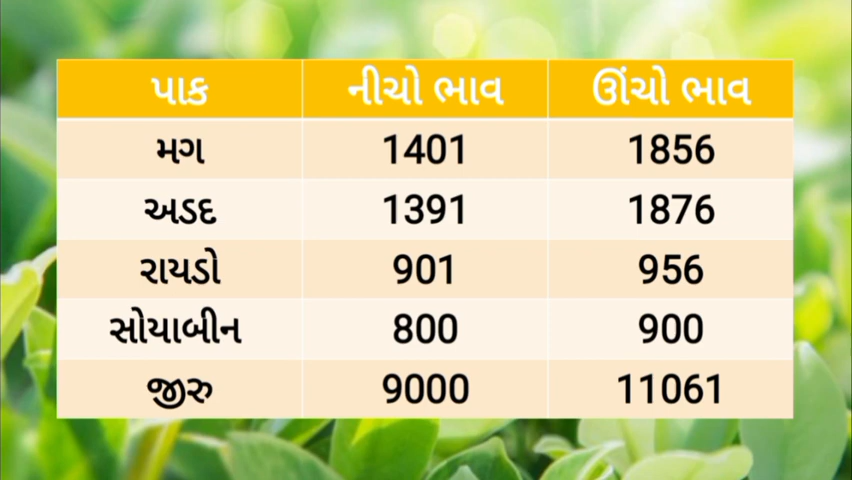 પાક નીચો ભાવ ઊંચો ભાવ
મગ 1401 1856
અડદ 1391 1876
રાયડો 901 956
સોયાબીન 800 900
જીરુ 9000 11061